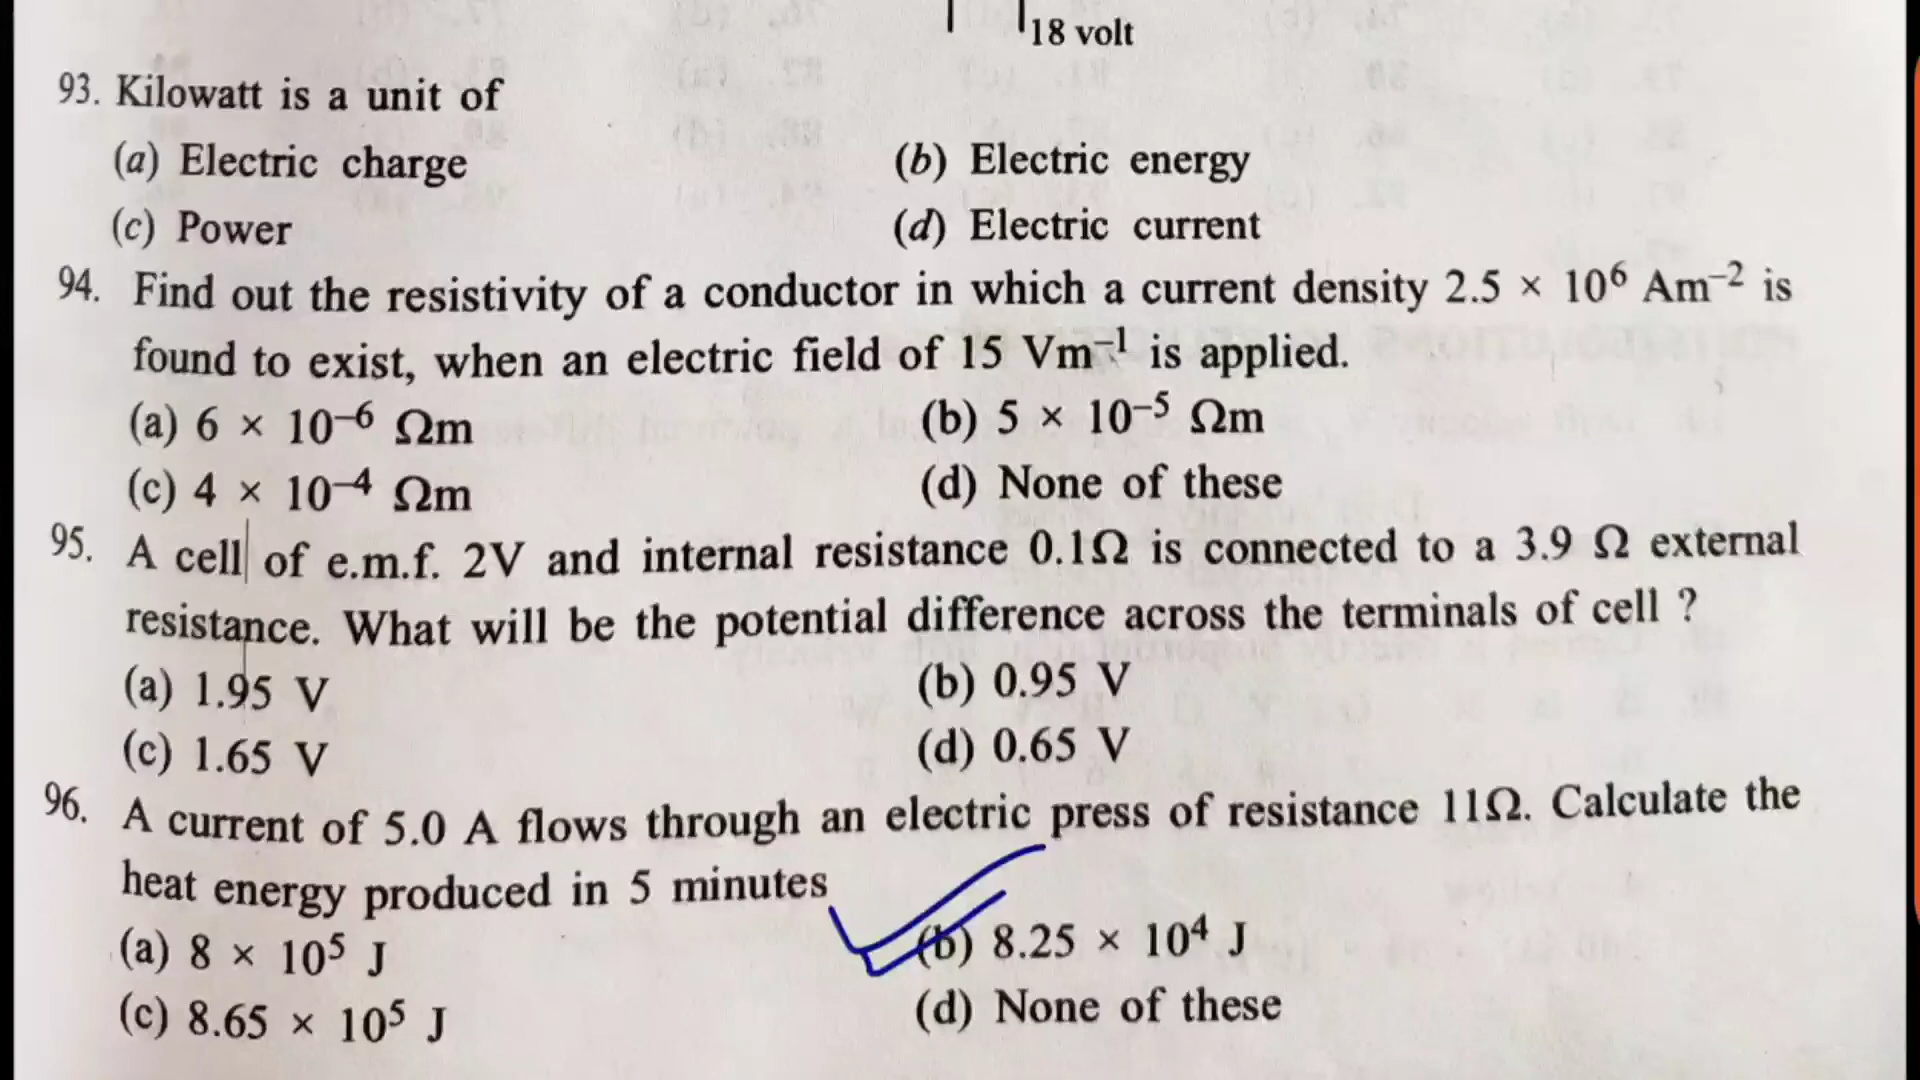 18 volt
93. Kilowatt is a unit of
(a) Electric charge (b) Electric energy
(c) Power (d) Electric current
94. Find out the resistivity of a conductor in which a current density 2.5 × 10⁶ Am⁻² is
found to exist, when an electric field of 15 Vm⁻¹ is applied.
(a) 6 × 10⁻⁶ Ωm (b) 5 × 10⁻⁵ Ωm
(c) 4 × 10⁻⁴ Ωm (d) None of these
95. A cell of e.m.f. 2V and internal resistance 0.1Ω is connected to a 3.9 Ω external
resistance. What will be the potential difference across the terminals of cell ?
(a) 1.95 V (b) 0.95 V
(c) 1.65 V (d) 0.65 V
96. A current of 5.0 A flows through an electric press of resistance 11Ω. Calculate the
heat energy produced in 5 minutes
(a) 8 × 10⁵ J (b) 8.25 × 10⁴ J
(c) 8.65 × 10⁵ J (d) None of these